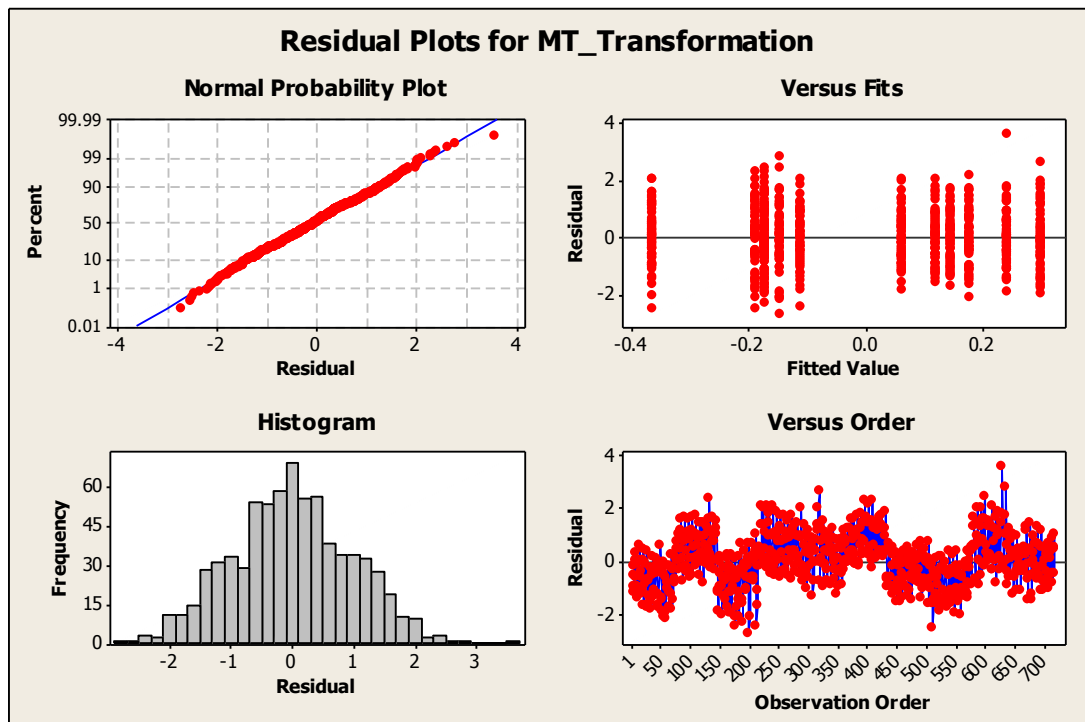 Residual Plots for MT_Transformation
Normal Probability Plot
99.99
99
90
50
10
1
0.01
Percent
-4 -2 0 2 4
Residual
Versus Fits
4
2
0
-2
Residual
-0.4 -0.2 0.0 0.2
Fitted Value
Histogram
60
45
30
15
0
Frequency
-2 -1 0 1 2 3
Residual
Versus Order
4
2
0
-2
Residual
1 50 100 150 200 250 300 350 400 450 500 550 600 650 700
Observation Order